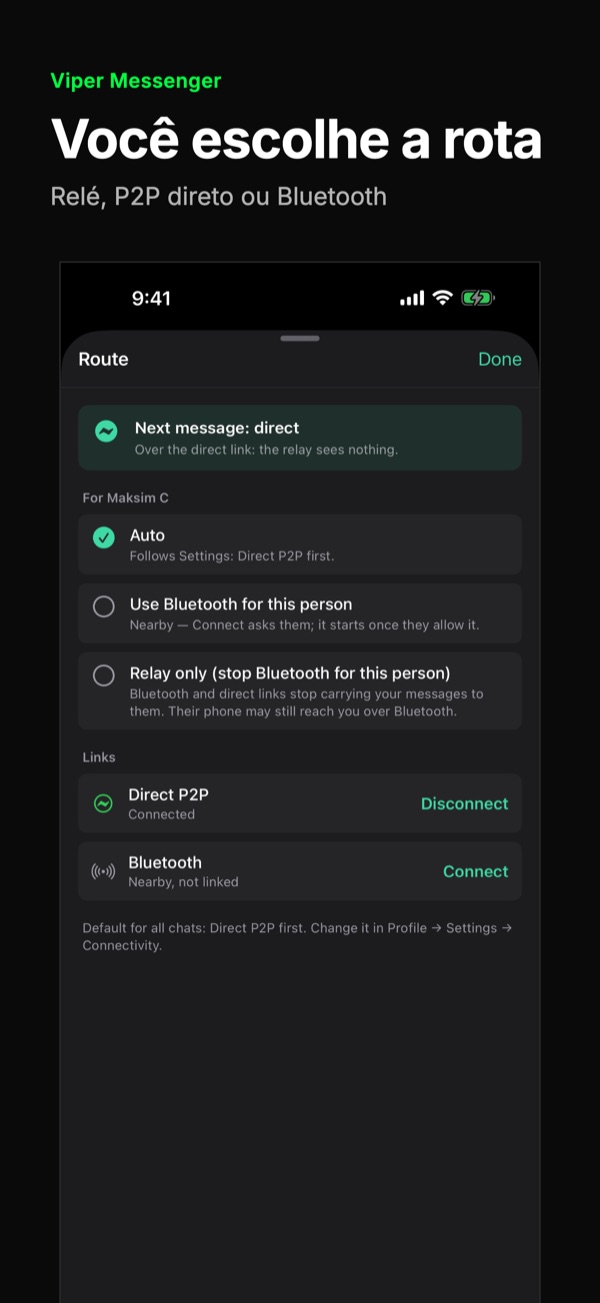 Viper Messenger
Você escolhe a rota
Relé, P2P direto ou Bluetooth
9:41
Route
Done
Next message: direct
Over the direct link: the relay sees nothing.
For Maksim C
Auto
Follows Settings: Direct P2P first.
Use Bluetooth for this person
Nearby — Connect asks them; it starts once they allow it.
Relay only (stop Bluetooth for this person)
Bluetooth and direct links stop carrying your messages to
them. Their phone may still reach you over Bluetooth.
Links
Direct P2P
Connected
Disconnect
Bluetooth
Nearby, not linked
Connect
Default for all chats: Direct P2P first. Change it in Profile → Settings →
Connectivity.